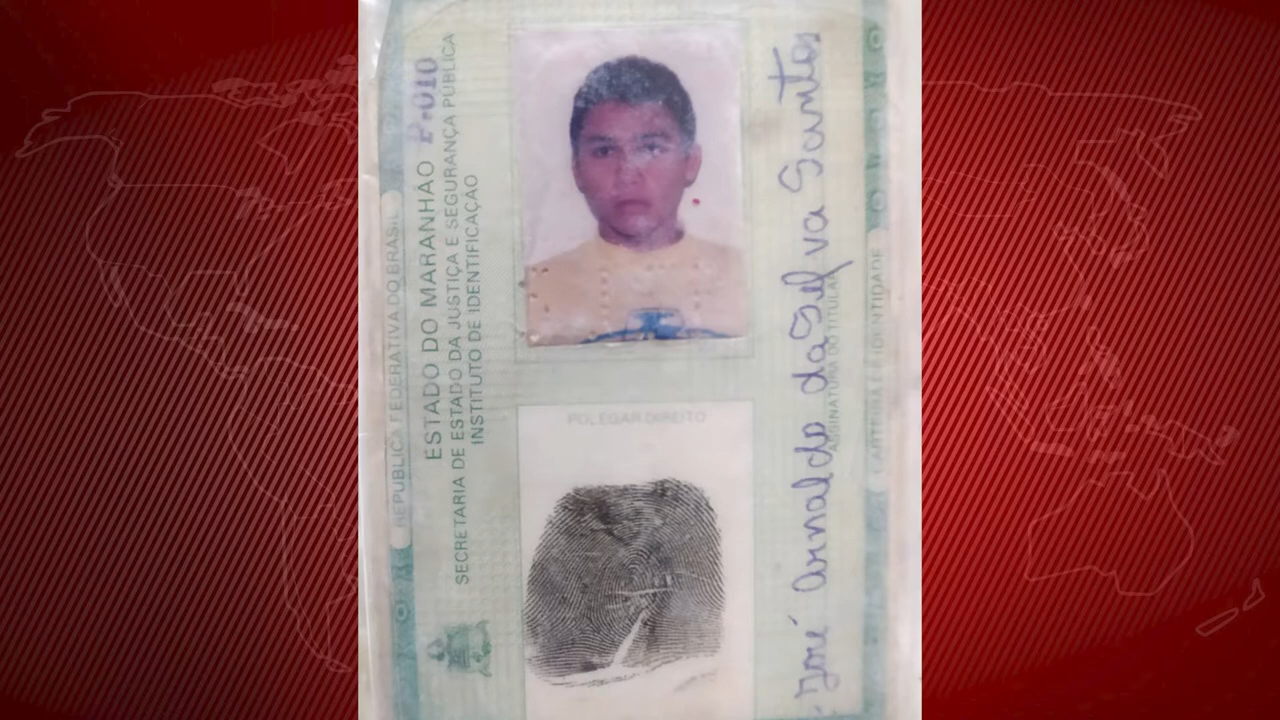 REPÚBLICA FEDERATIVA DO BRASIL
ESTADO DO MARANHÃO P.010
SECRETARIA DE ESTADO DA JUSTIÇA E SEGURANÇA PÚBLICA
INSTITUTO DE IDENTIFICAÇÃO
POLEGAR DIREITO
José Arnaldo da Silva Santos
ASSINATURA DO TITULAR
CARTEIRA DE IDENTIDADE